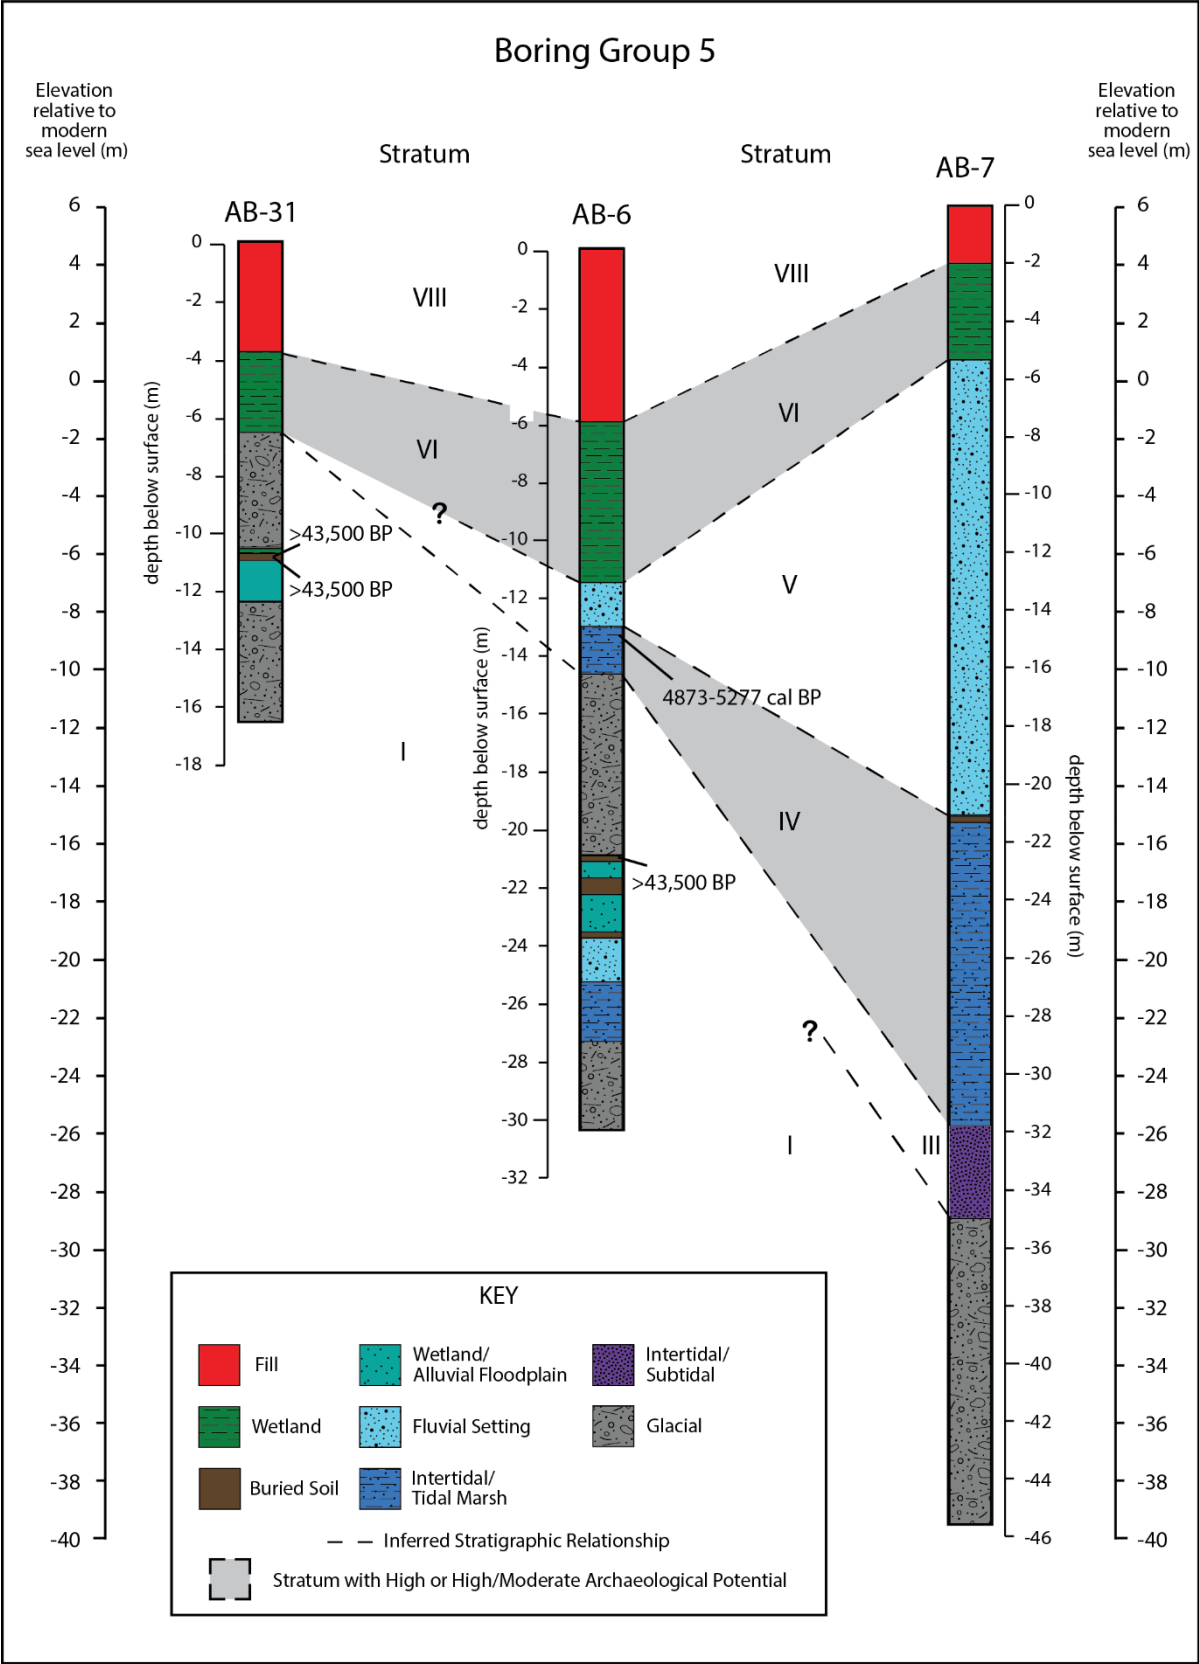 Boring Group 5
Elevation
relative to
modern
sea level (m)
Elevation
relative to
modern
sea level (m)
Stratum
Stratum
AB-31
AB-6
AB-7
6
4
2
0
-2
-4
-6
-8
-10
-12
-14
-16
-18
-20
-22
-24
-26
-28
-30
-32
-34
-36
-38
-40
depth below surface (m)
0
-2
-4
-6
-8
-10
-12
-14
-16
-18
>43,500 BP
>43,500 BP
VIII
VI
?
I
depth below surface (m)
0
-2
-4
-6
-8
-10
-12
-14
-16
-18
-20
-22
-24
-26
-28
-30
-32
4873-5277 cal BP
>43,500 BP
VIII
VI
V
IV
?
I
III
0
-2
-4
-6
-8
-10
-12
-14
-16
-18
-20
-22
-24
-26
-28
-30
-32
-34
-36
-38
-40
-42
-44
-46
depth below surface (m)
6
4
2
0
-2
-4
-6
-8
-10
-12
-14
-16
-18
-20
-22
-24
-26
-28
-30
-32
-34
-36
-38
-40
KEY
Fill
Wetland
Buried Soil
Wetland/
Alluvial Floodplain
Fluvial Setting
Intertidal/
Tidal Marsh
Intertidal/
Subtidal
Glacial
Inferred Stratigraphic Relationship
Stratum with High or High/Moderate Archaeological Potential